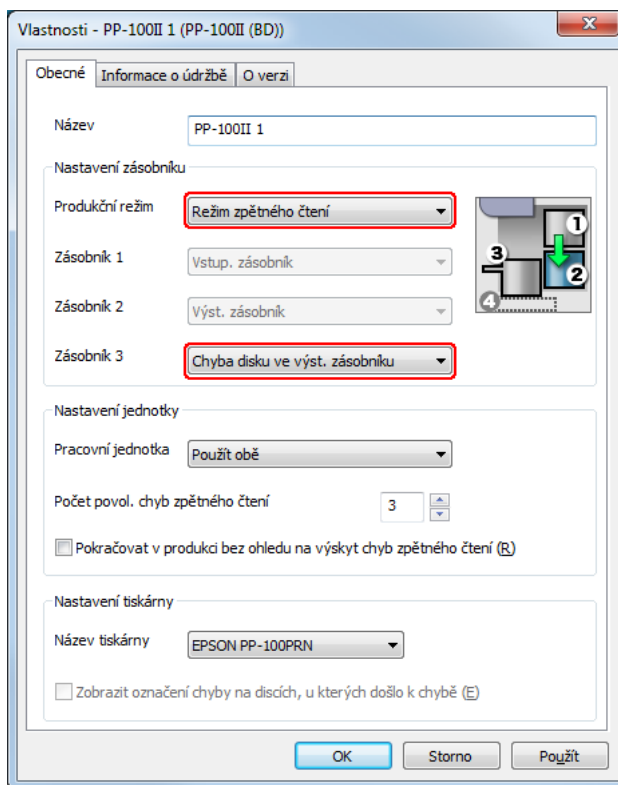 Vlastnosti - PP-100II 1 (PP-100II (BD))
Obecné Informace o údržbě O verzi
Název PP-100II 1
Nastavení zásobníku
Produkční režim Režim zpětného čtení
Zásobník 1 Vstup. zásobník
Zásobník 2 Výst. zásobník
Zásobník 3 Chyba disku ve výst. zásobníku
1
3
2
4
Nastavení jednotky
Pracovní jednotka Použít obě
Počet povol. chyb zpětného čtení 3
Pokračovat v produkci bez ohledu na výskyt chyb zpětného čtení (R)
Nastavení tiskárny
Název tiskárny EPSON PP-100PRN
Zobrazit označení chyby na discích, u kterých došlo k chybě (E)
OK Storno Použít